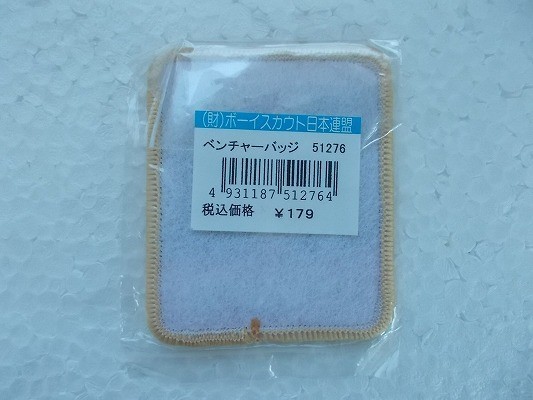 (財)ボーイスカウト日本連盟
ベンチャーバッジ 51276
4 931187 512764
税込価格 ¥179